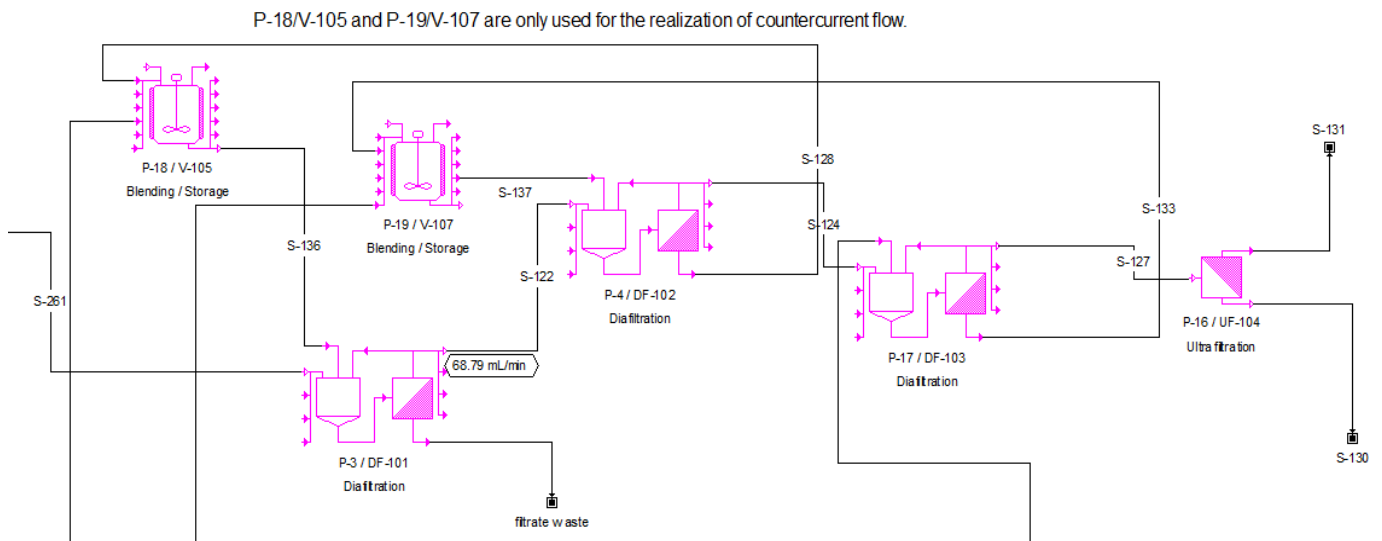 P-18/V-105 and P-19/V-107 are only used for the realization of countercurrent flow.
P-18 / V-105
Blending / Storage
P-19 / V-107
Blending / Storage
S-137
S-128
S-131
S-124
S-133
S-136
S-122
S-127
S-261
P-4 / DF-102
Diafiltration
P-16 / UF-104
Ultrafiltration
68.79 mL/min
P-17 / DF-103
Diafiltration
P-3 / DF-101
Diafiltration
S-130
filtrate waste